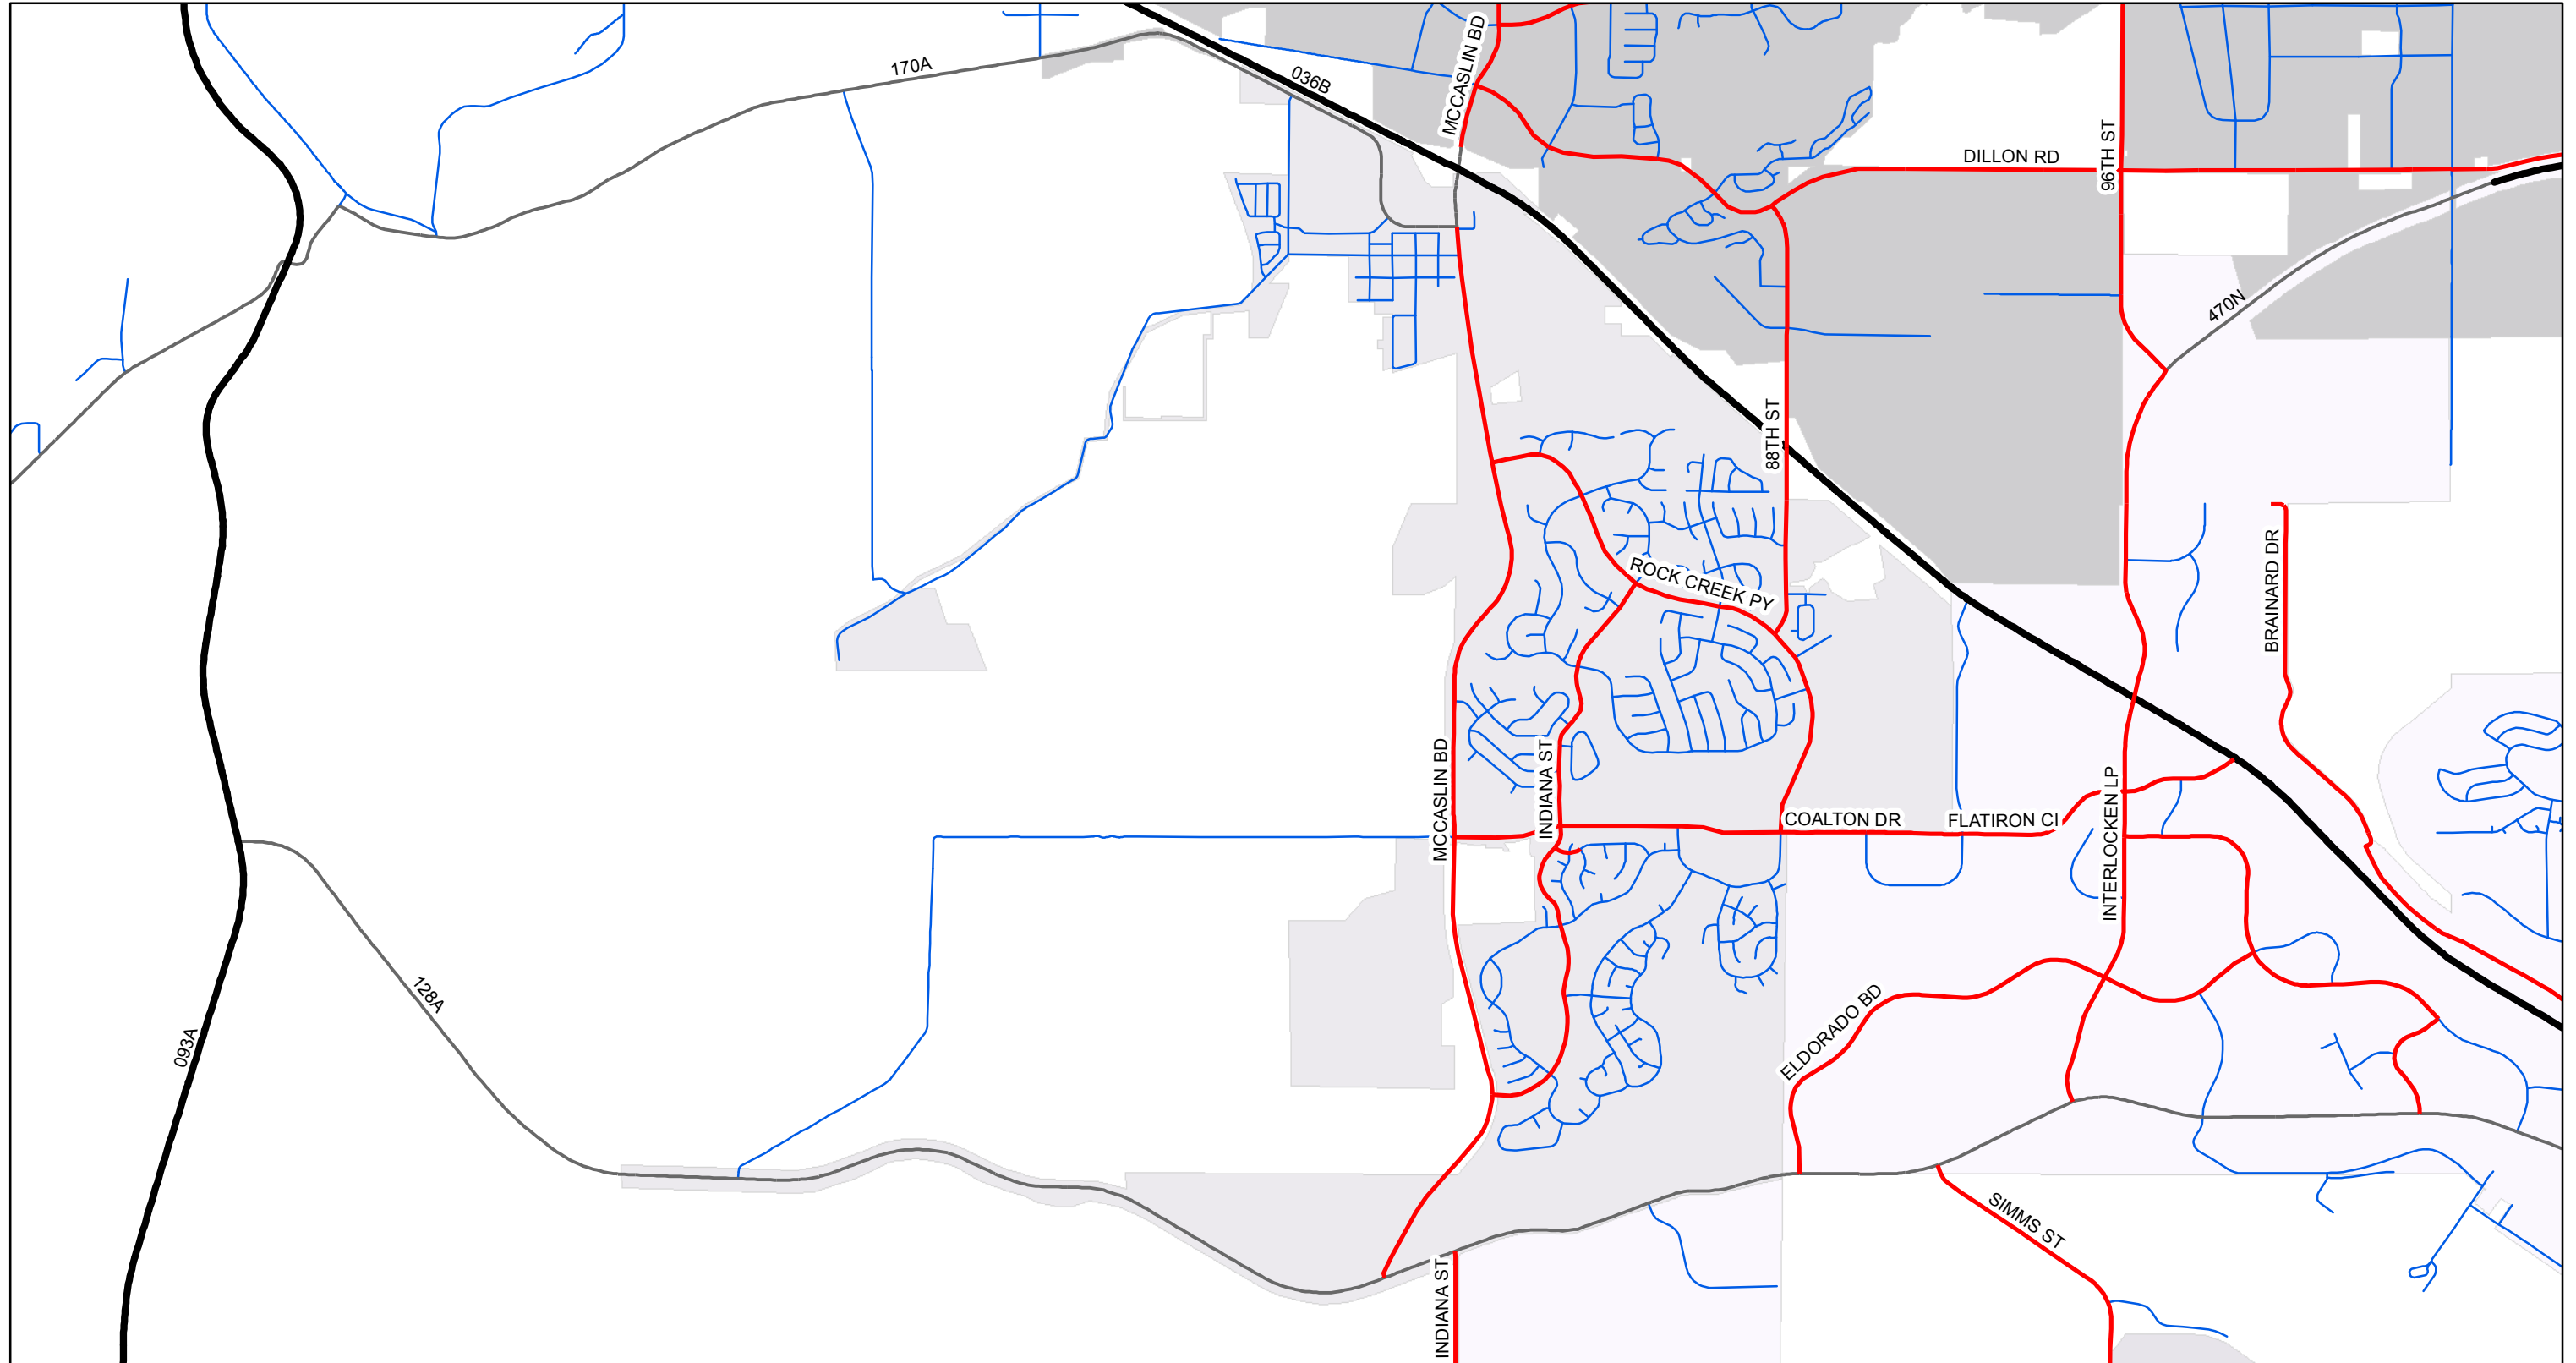 170A
036B
MCCASLIN BD
DILLON RD
96TH ST
470N
88TH ST
ROCK CREEK PY
BRAINARD DR
MCCASLIN BD
INDIANA ST
COALTON DR
FLATIRON CI
INTERLOCKEN LP
128A
093A
ELDORADO BD
SIMMS ST
INDIANA ST